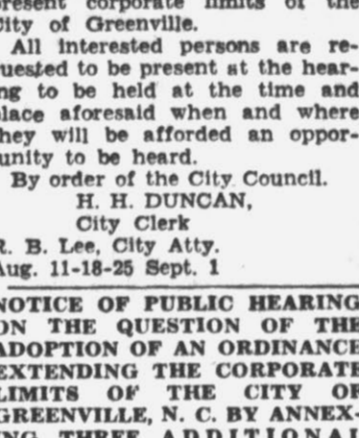 present corporate limits of the
City of Greenville.
All interested persons are re-
quested to be present at the hear-
ing to be held at the time and
place aforesaid when and where
they will be afforded an oppor-
tunity to be heard.
By order of the City Council.
H. H. DUNCAN,
City Clerk
R. B. Lee, City Atty.
Aug. 11-18-25 Sept. 1
NOTICE OF PUBLIC HEARING
ON THE QUESTION OF THE
ADOPTION OF AN ORDINANCE
EXTENDING THE CORPORATE
LIMITS OF THE CITY OF
GREENVILLE, N. C. BY ANNEX-
ING THREE ADDITIONAL